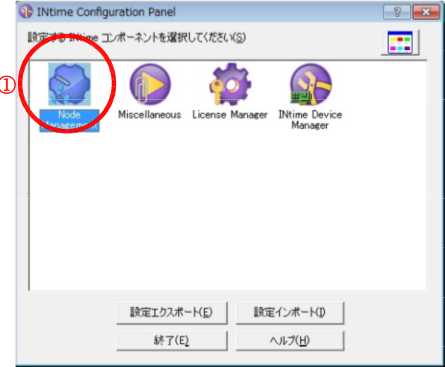 INtime Configuration Panel
設定する INtime コンポーネントを選択してください(S)
①
Node Management
Miscellaneous
License Manager
INtime Device Manager
設定エクスポート(E)
設定インポート(I)
終了(E)
ヘルプ(H)